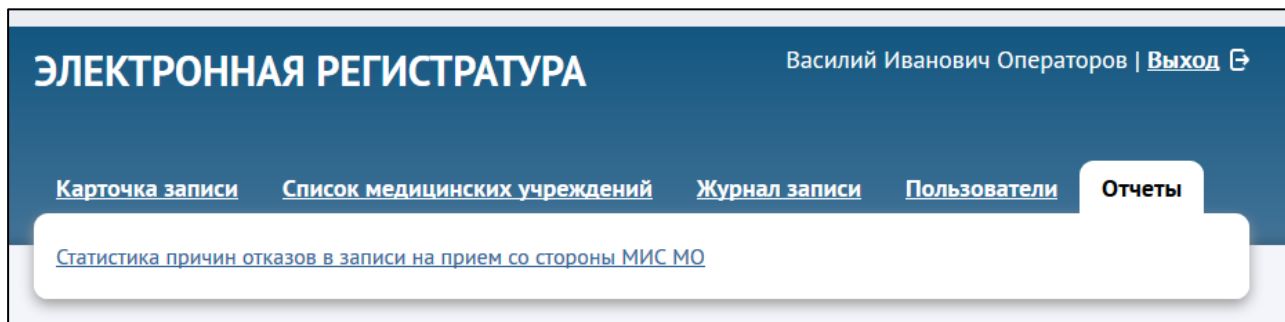 ЭЛЕКТРОННАЯ РЕГИСТРАТУРА
Василий Иванович Операторов | Выход
Карточка записи Список медицинских учреждений Журнал записи Пользователи Отчеты
Статистика причин отказов в записи на прием со стороны МИС МО